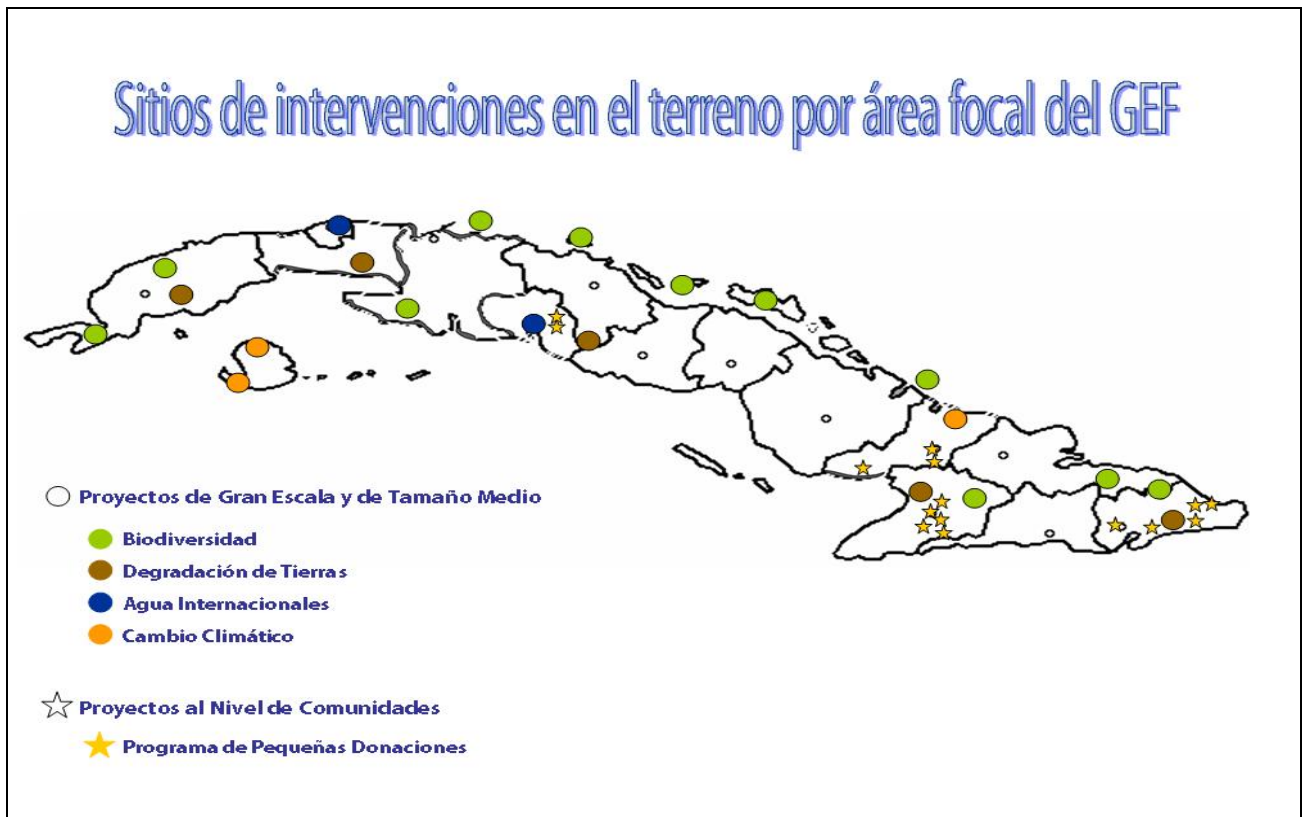 Sitios de intervenciones en el terreno por área focal del GEF
Proyectos de Gran Escala y de Tamaño Medio
Biodiversidad
Degradación de Tierras
Agua Internacionales
Cambio Climático
Proyectos al Nivel de Comunidades
Programa de Pequeñas Donaciones